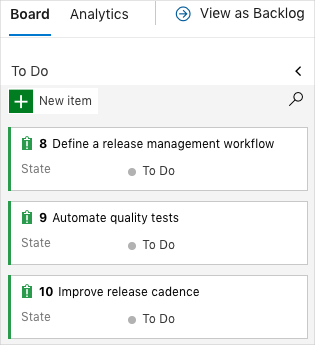 Board Analytics View as Backlog
To Do
New item
8 Define a release management workflow
State To Do
9 Automate quality tests
State To Do
10 Improve release cadence
State To Do